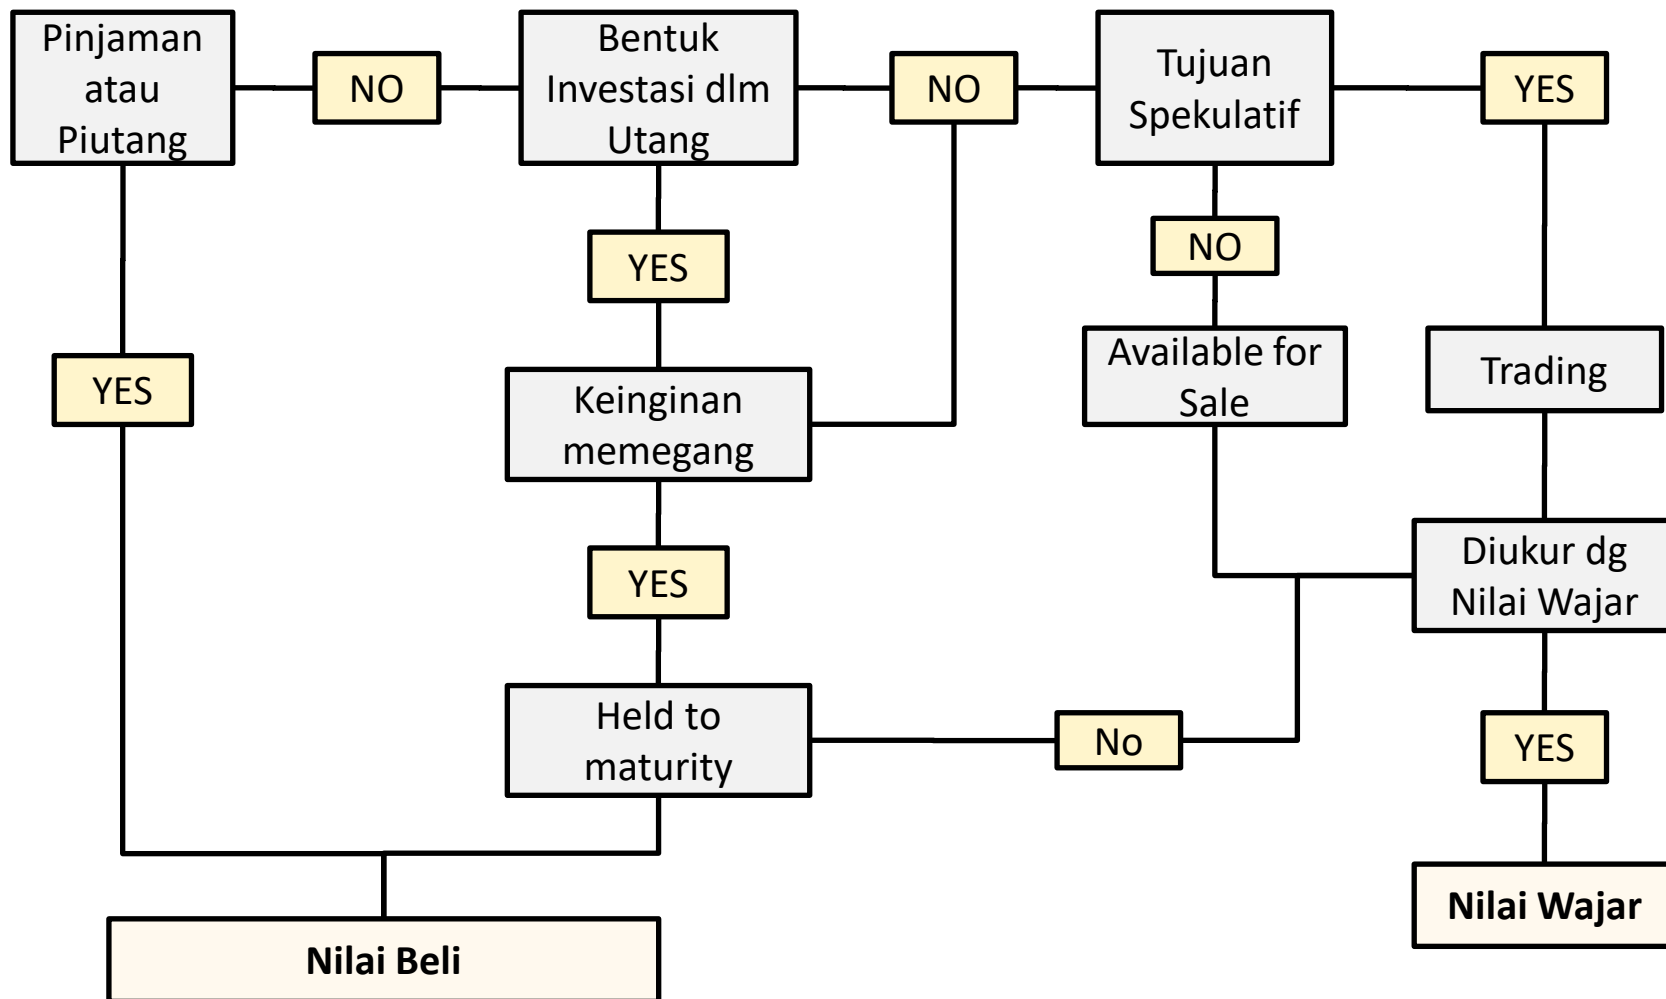 Pinjaman
atau
Piutang
NO
Bentuk
Investasi dlm
Utang
NO
Tujuan
Spekulatif
YES
YES
NO
YES
Keinginan
memegang
Available for
Sale
Trading
YES
Diukur dg
Nilai Wajar
Held to
maturity
No
YES
Nilai Beli
Nilai Wajar